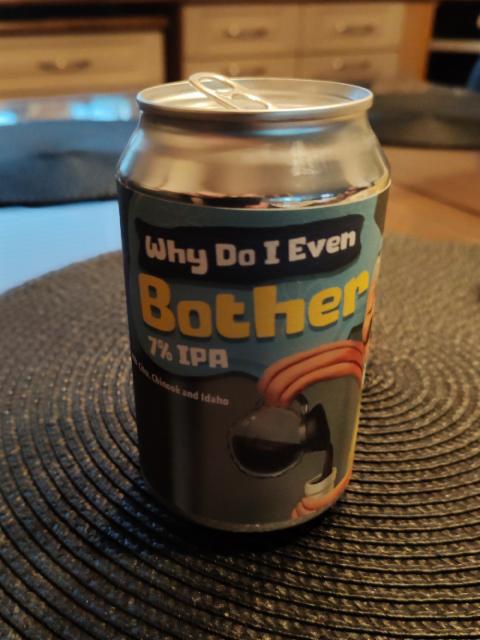 Why Do I Even
Bother
7% IPA
Chinook and Idaho